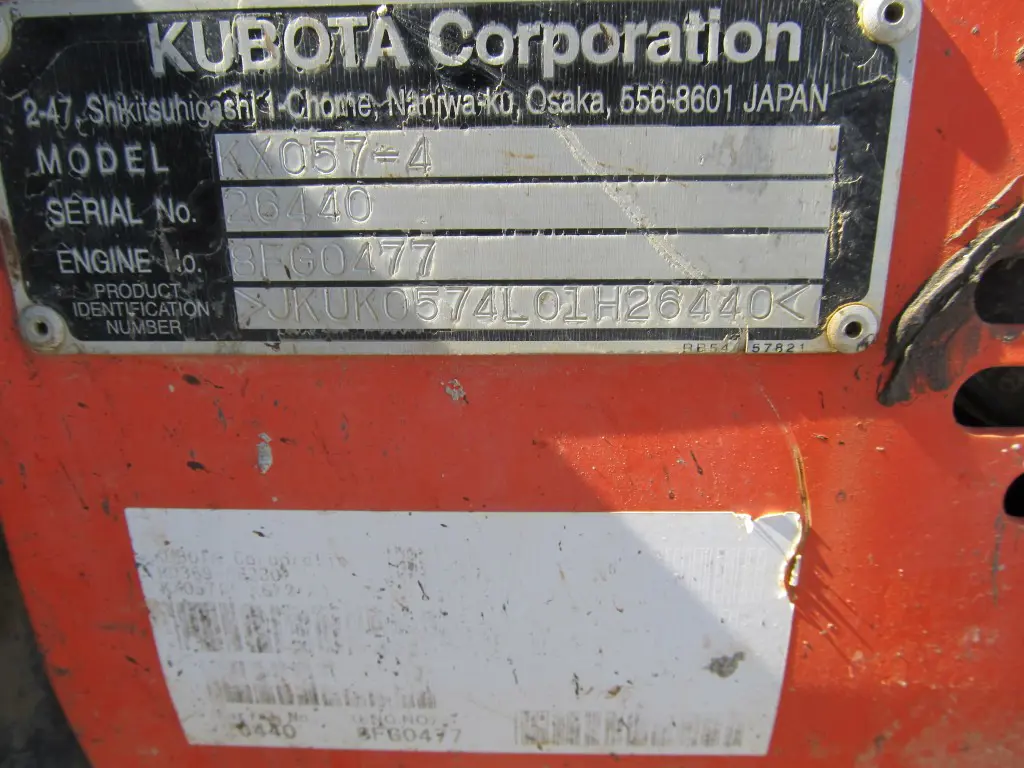 KUBOTA Corporation
2-47, Shikitsuhigashi 1-Chome, Naniwa-ku, Osaka, 556-8601 JAPAN
MODEL KX057-4
SERIAL No. 26440
ENGINE No. 8FG0477
PRODUCT IDENTIFICATION NUMBER >JKUK0574L01H26440<
57821
6440 8FG0477